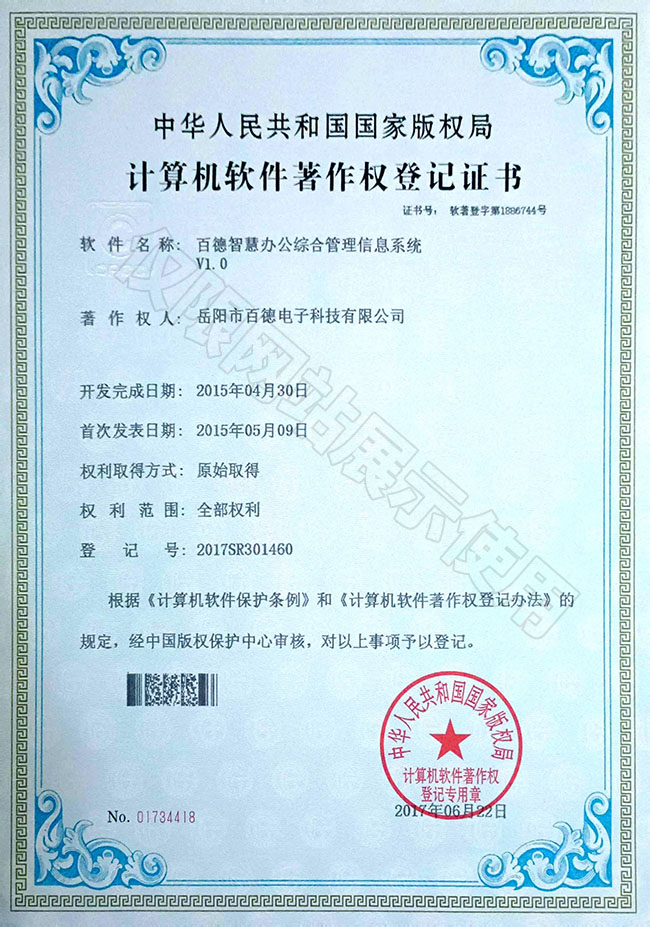 中华人民共和国国家版权局
计算机软件著作权登记证书
证书号： 软著登字第1886744号
软件名称： 百德智慧办公综合管理信息系统
V1.0
著作权人： 岳阳市百德电子科技有限公司
开发完成日期： 2015年04月30日
首次发表日期： 2015年05月09日
权利取得方式： 原始取得
权利范围： 全部权利
登记号： 2017SR301460
根据《计算机软件保护条例》和《计算机软件著作权登记办法》的
规定，经中国版权保护中心审核，对以上事项予以登记。
中华人民共和国国家版权局
计算机软件著作权
登记专用章
No. 01734418
2017年06月22日
仅限网站展示使用